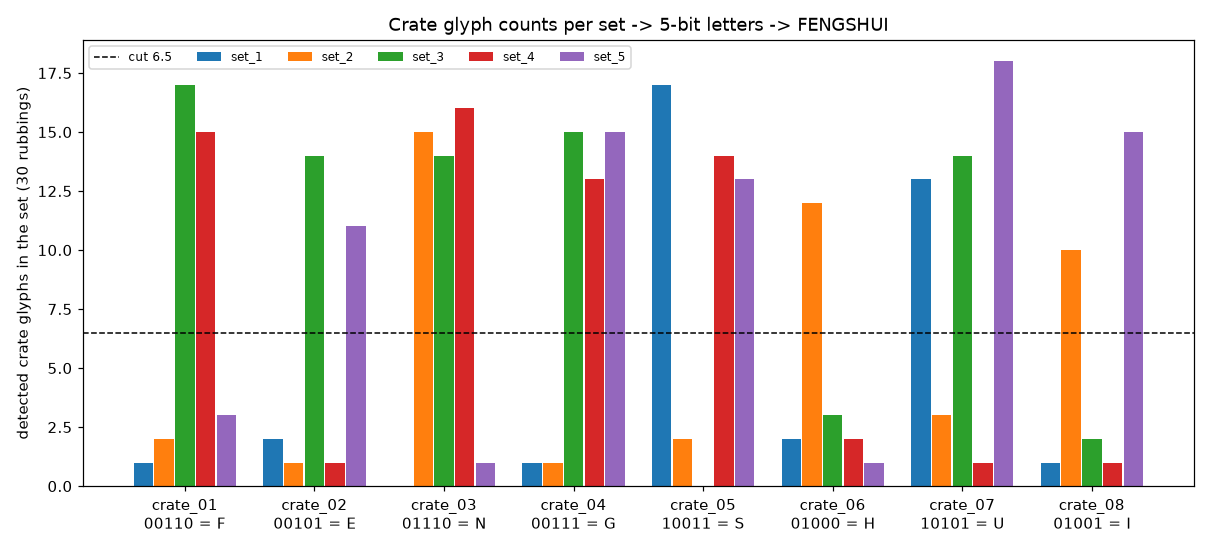 Crate glyph counts per set -> 5-bit letters -> FENGSHUI
cut 6.5 set_1 set_2 set_3 set_4 set_5
detected crate glyphs in the set (30 rubbings)
17.5
15.0
12.5
10.0
7.5
5.0
2.5
0.0
crate_01 crate_02 crate_03 crate_04 crate_05 crate_06 crate_07 crate_08
00110 = F 00101 = E 01110 = N 00111 = G 10011 = S 01000 = H 10101 = U 01001 = I